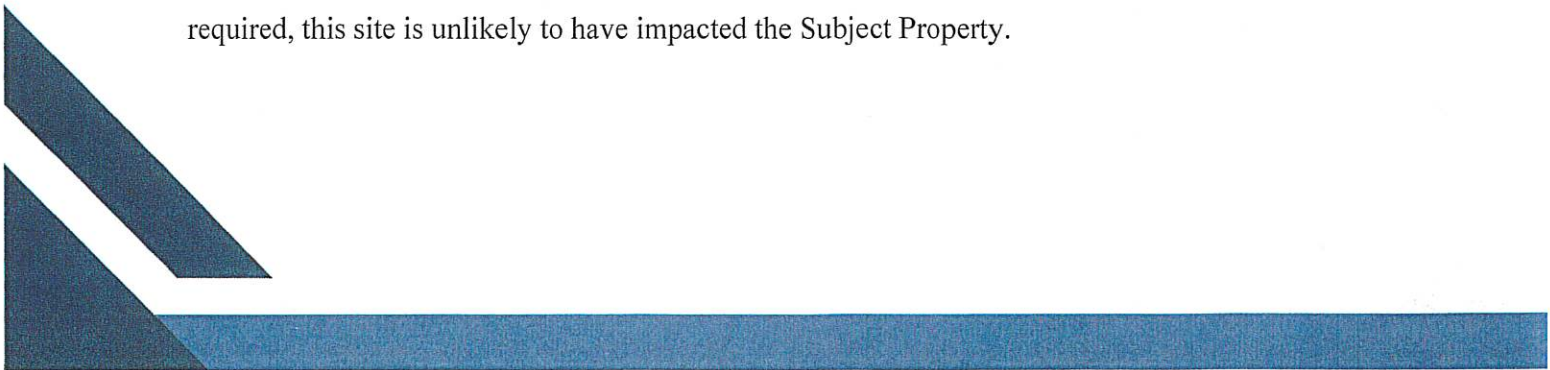 required, this site is unlikely to have impacted the Subject Property.